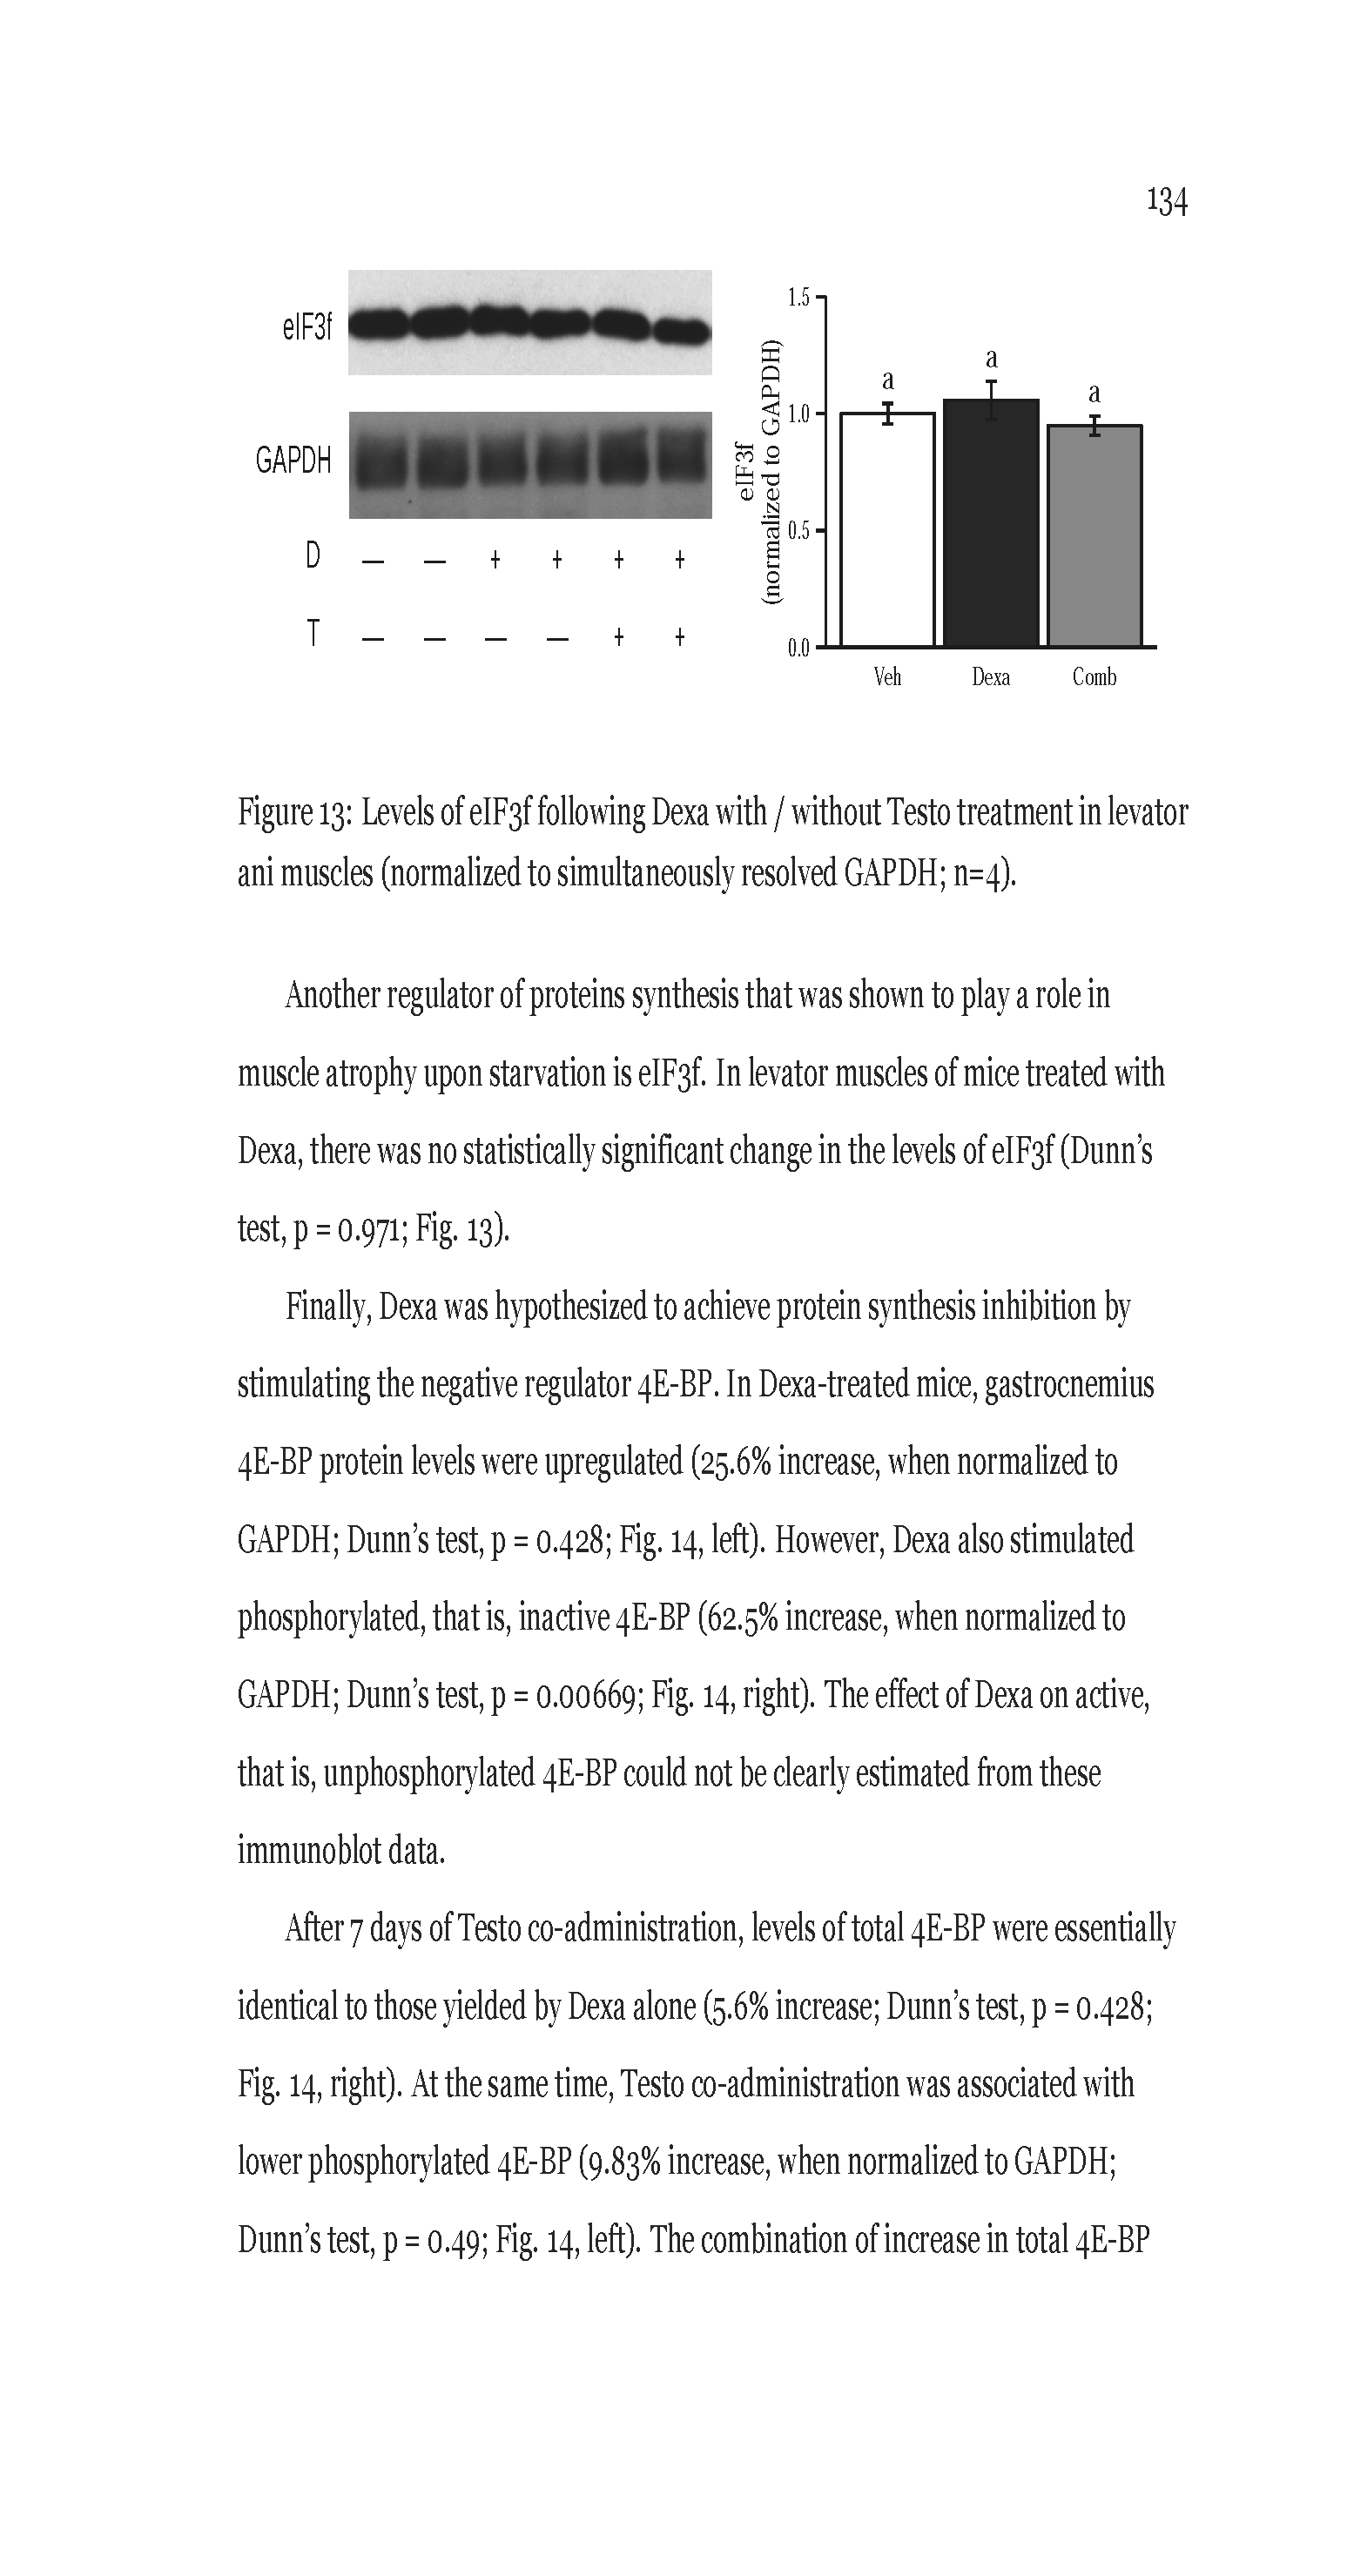 134
eIF3f
GAPDH
D — — + + + +
T — — — — + +
eIF3f
(normalized to GAPDH)
1.5
1.0
0.5
0.0
a
a
a
Veh Dexa Comb
Figure 13: Levels of eIF3f following Dexa with / without Testo treatment in levator
ani muscles (normalized to simultaneously resolved GAPDH; n=4).
Another regulator of proteins synthesis that was shown to play a role in
muscle atrophy upon starvation is eIF3f. In levator muscles of mice treated with
Dexa, there was no statistically significant change in the levels of eIF3f (Dunn’s
test, p = 0.971; Fig. 13).
Finally, Dexa was hypothesized to achieve protein synthesis inhibition by
stimulating the negative regulator 4E-BP. In Dexa-treated mice, gastrocnemius
4E-BP protein levels were upregulated (25.6% increase, when normalized to
GAPDH; Dunn’s test, p = 0.428; Fig. 14, left). However, Dexa also stimulated
phosphorylated, that is, inactive 4E-BP (62.5% increase, when normalized to
GAPDH; Dunn’s test, p = 0.00669; Fig. 14, right). The effect of Dexa on active,
that is, unphosphorylated 4E-BP could not be clearly estimated from these
immunoblot data.
After 7 days of Testo co-administration, levels of total 4E-BP were essentially
identical to those yielded by Dexa alone (5.6% increase; Dunn’s test, p = 0.428;
Fig. 14, right). At the same time, Testo co-administration was associated with
lower phosphorylated 4E-BP (9.83% increase, when normalized to GAPDH;
Dunn’s test, p = 0.49; Fig. 14, left). The combination of increase in total 4E-BP